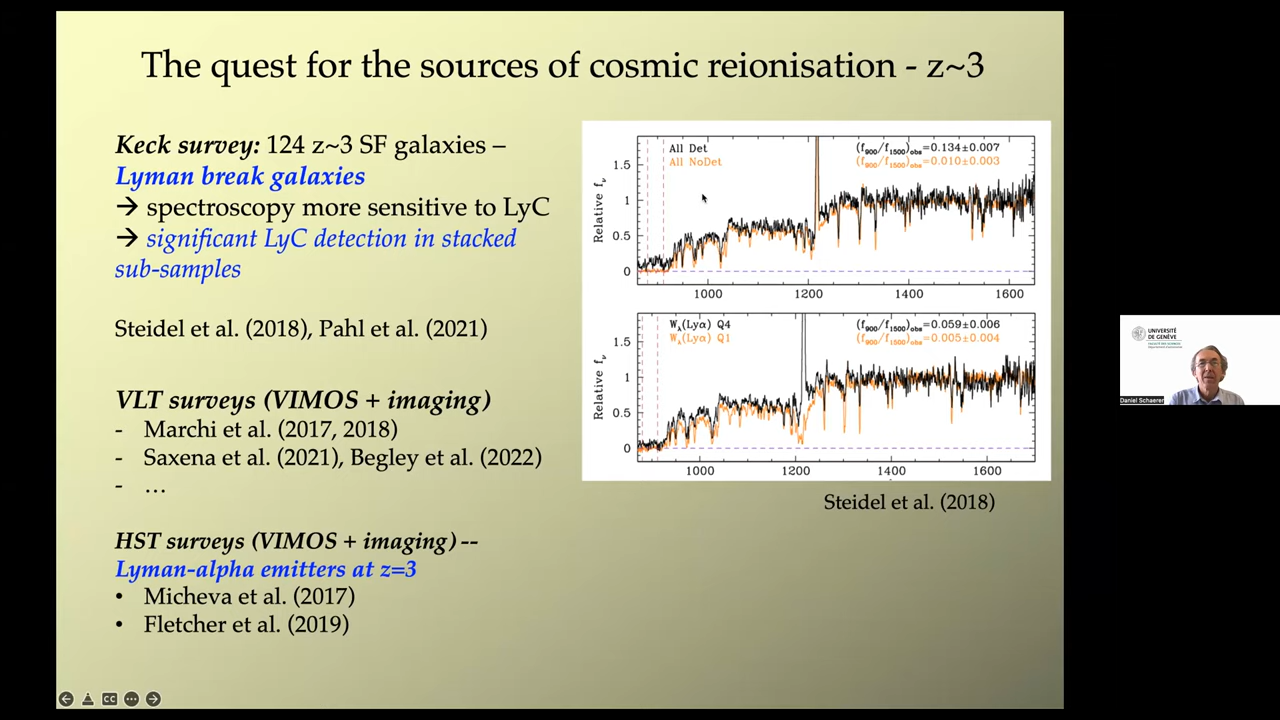 The quest for the sources of cosmic reionisation - z~3
Keck survey: 124 z~3 SF galaxies –
Lyman break galaxies
→ spectroscopy more sensitive to LyC
→ significant LyC detection in stacked
sub-samples
Steidel et al. (2018), Pahl et al. (2021)
VLT surveys (VIMOS + imaging)
- Marchi et al. (2017, 2018)
- Saxena et al. (2021), Begley et al. (2022)
- …
HST surveys (VIMOS + imaging) --
Lyman-alpha emitters at z=3
• Micheva et al. (2017)
• Fletcher et al. (2019)
All Det
All NoDet
(f900/f1500)obs=0.134±0.007
(f900/f1500)obs=0.010±0.003
Relative fν
1.5
1
0.5
0
1000 1200 1400 1600
Wλ(Lyα) Q4
Wλ(Lyα) Q1
(f900/f1500)obs=0.059±0.006
(f900/f1500)obs=0.005±0.004
Relative fν
1.5
1
0.5
0
1000 1200 1400 1600
Steidel et al. (2018)
UNIVERSITÉ
DE GENÈVE
FACULTÉ DES SCIENCES
Daniel Schaerer
CC